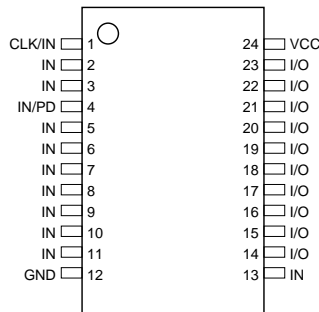 CLK/IN 1 24 VCC
IN 2 23 I/O
IN 3 22 I/O
IN/PD 4 21 I/O
IN 5 20 I/O
IN 6 19 I/O
IN 7 18 I/O
IN 8 17 I/O
IN 9 16 I/O
IN 10 15 I/O
IN 11 14 I/O
GND 12 13 IN